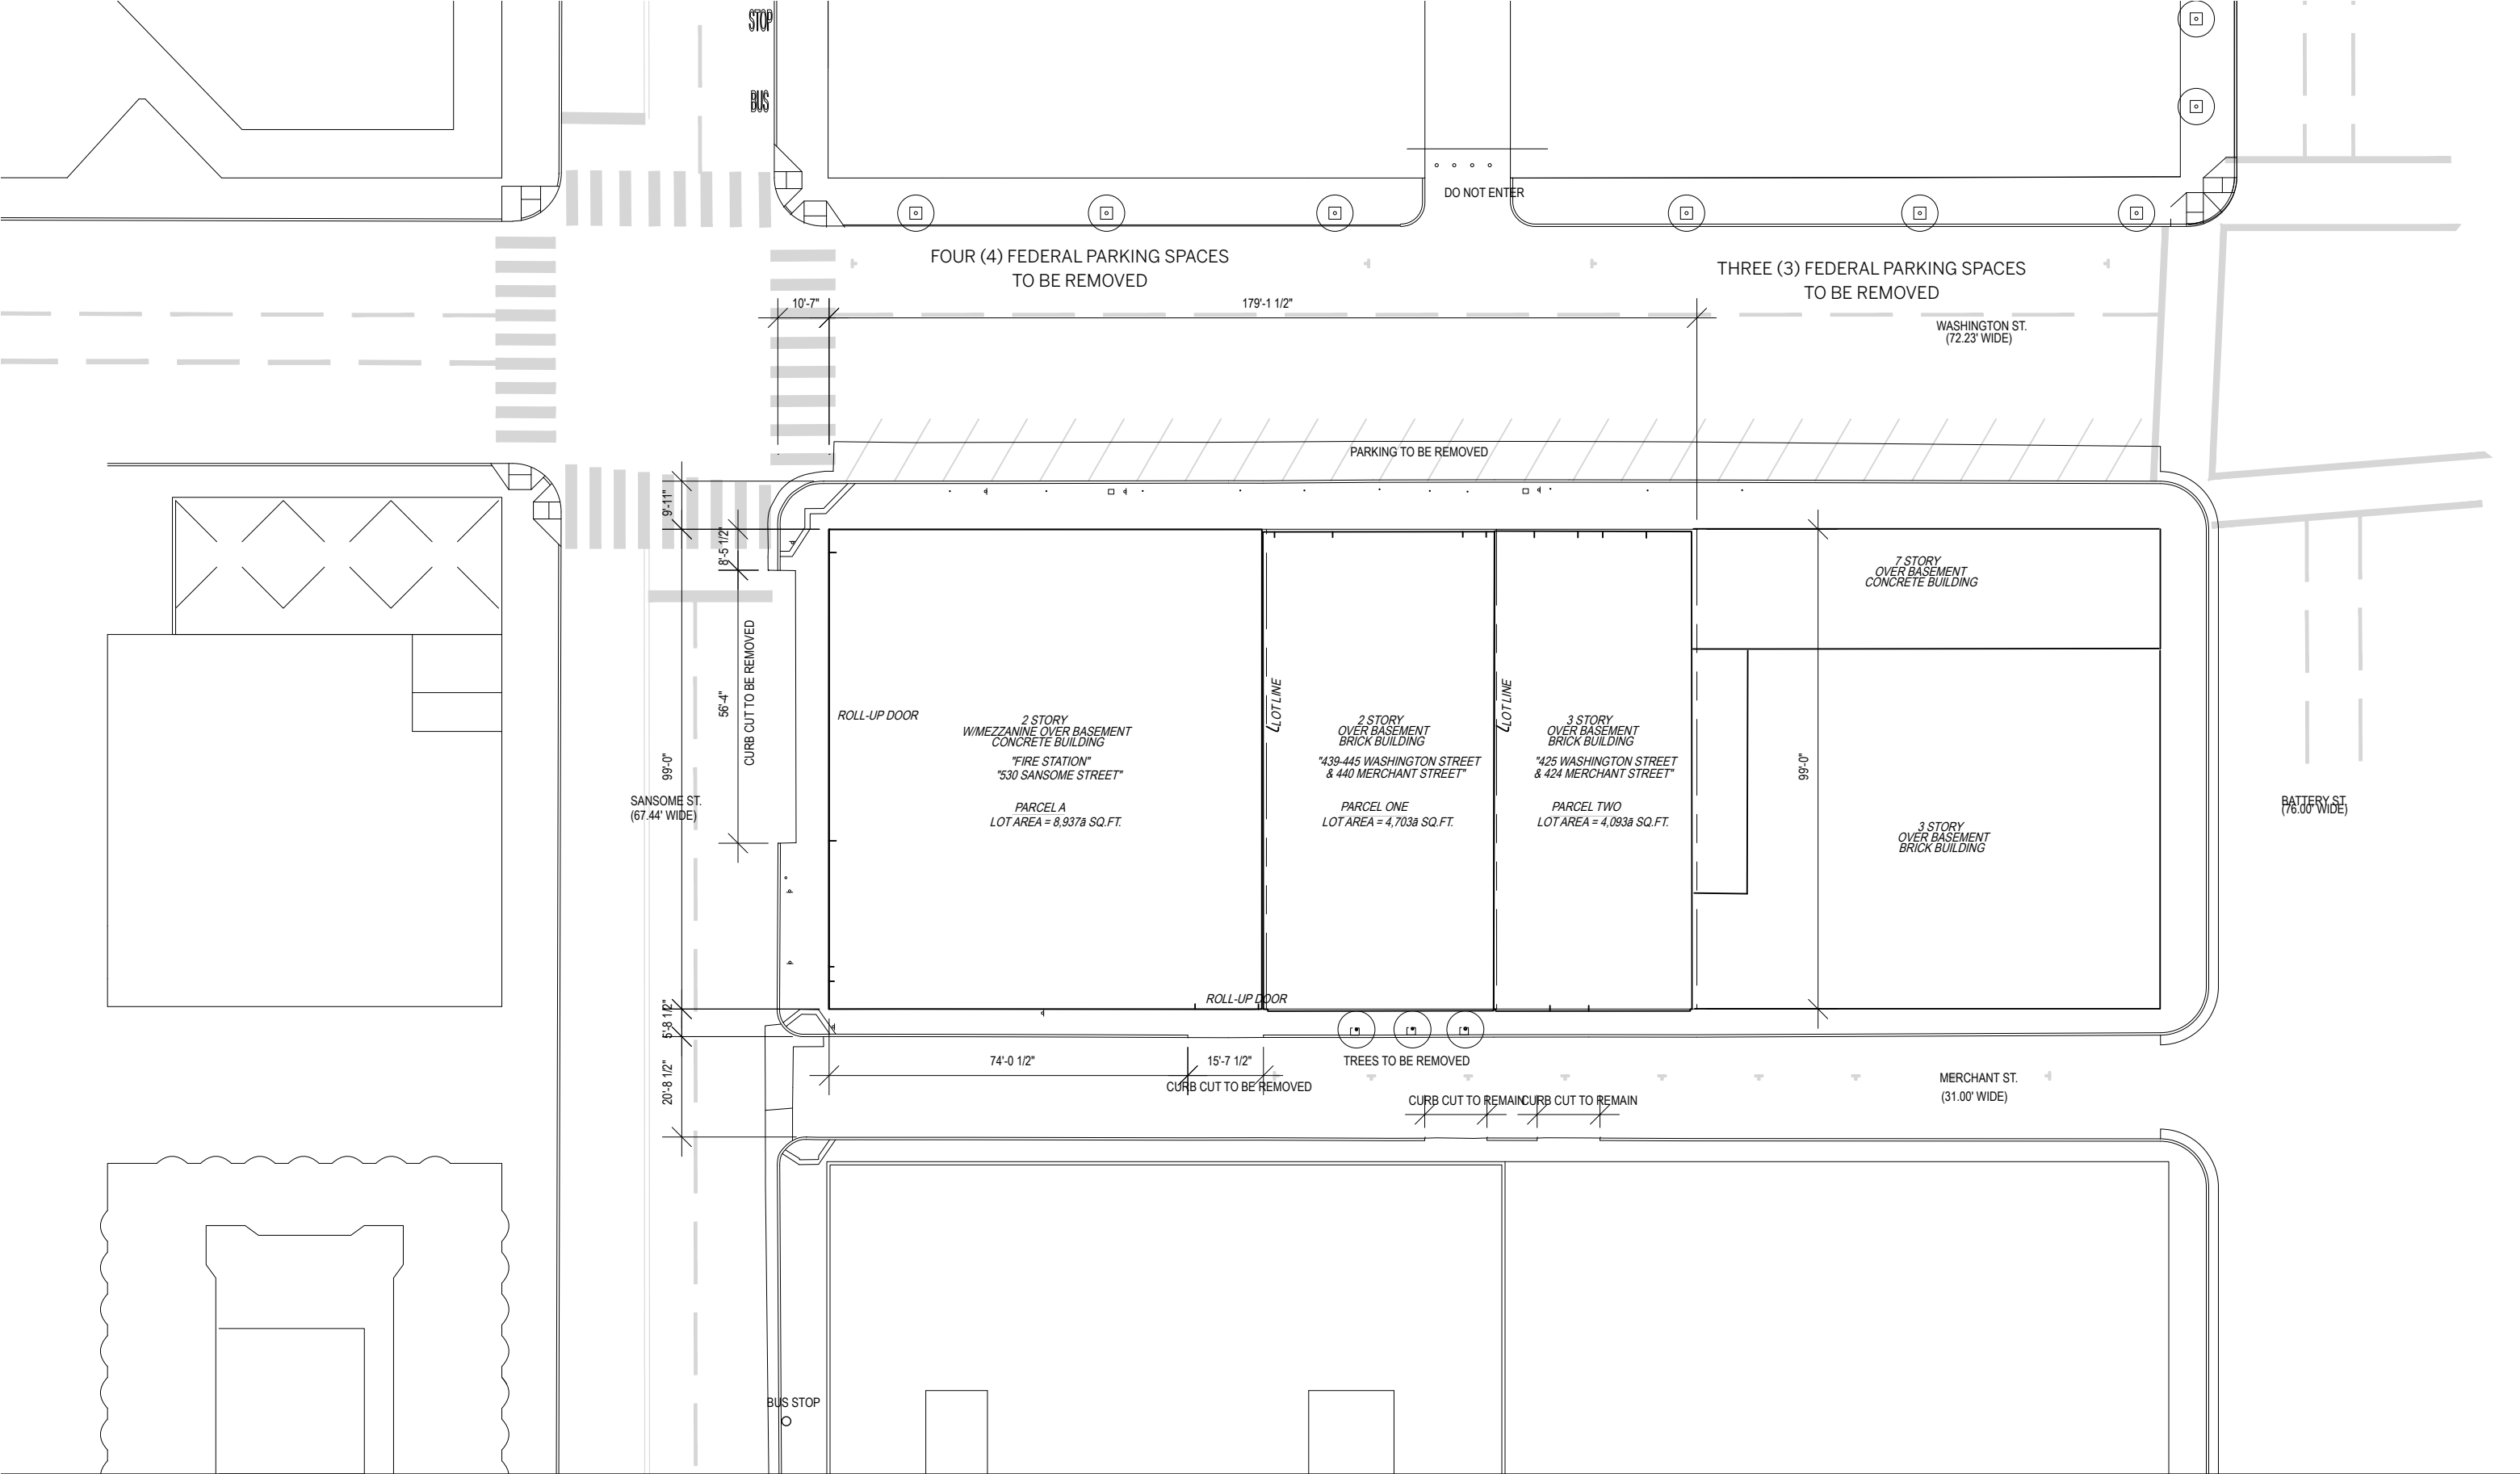 STOP
BUS
DO NOT ENTER
FOUR (4) FEDERAL PARKING SPACES
TO BE REMOVED
THREE (3) FEDERAL PARKING SPACES
TO BE REMOVED
10'-7"
179'-1 1/2"
WASHINGTON ST.
(72.23' WIDE)
PARKING TO BE REMOVED
9'-11"
8'-5 1/2"
7 STORY
OVER BASEMENT
CONCRETE BUILDING
CURB CUT TO BE REMOVED
56'-4"
99'-0"
SANSOME ST.
(67.44' WIDE)
ROLL-UP DOOR
2 STORY
W/MEZZANINE OVER BASEMENT
CONCRETE BUILDING
"FIRE STATION"
"530 SANSOME STREET"
PARCEL A
LOT AREA = 8,937ã SQ.FT.
LOT LINE
2 STORY
OVER BASEMENT
BRICK BUILDING
"439-445 WASHINGTON STREET
& 440 MERCHANT STREET"
PARCEL ONE
LOT AREA = 4,703ã SQ.FT.
LOT LINE
3 STORY
OVER BASEMENT
BRICK BUILDING
"425 WASHINGTON STREET
& 424 MERCHANT STREET"
PARCEL TWO
LOT AREA = 4,093ã SQ.FT.
99'-0"
3 STORY
OVER BASEMENT
BRICK BUILDING
BATTERY ST.
(76.00' WIDE)
ROLL-UP DOOR
5'-8 1/2"
20'-8 1/2"
74'-0 1/2"
15'-7 1/2"
CURB CUT TO BE REMOVED
TREES TO BE REMOVED
CURB CUT TO REMAIN
CURB CUT TO REMAIN
MERCHANT ST.
(31.00' WIDE)
BUS STOP